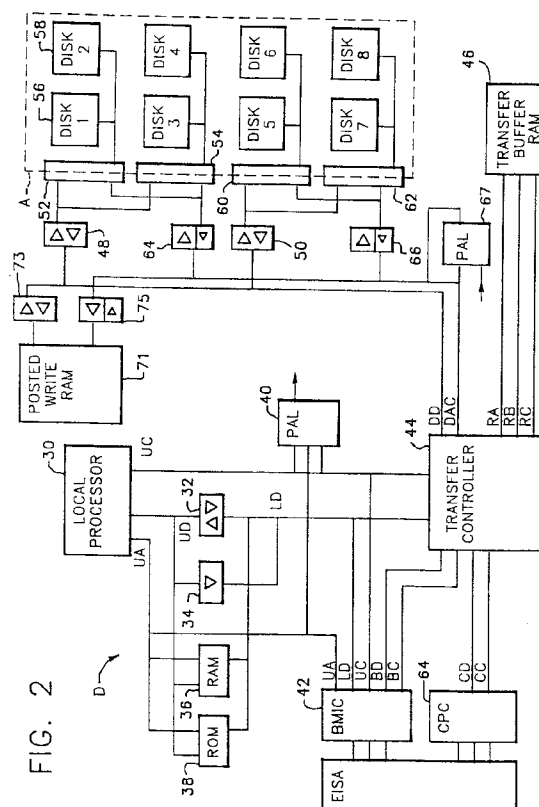 FIG. 2
D
A
30
LOCAL
PROCESSOR
UA
UD
UC
32
34
LD
RAM
36
ROM
38
PAL
40
POSTED
WRITE
RAM
71
73
75
48
64
50
66
52
54
60
62
56
58
DISK
1
DISK
2
DISK
3
DISK
4
DISK
5
DISK
6
DISK
7
DISK
8
PAL
67
TRANSFER
BUFFER
RAM
46
TRANSFER
CONTROLLER
44
DD
DAC
RA
RB
RC
BMIC
42
UA
LD
UC
BD
BC
CPC
64
CD
CC
EISA